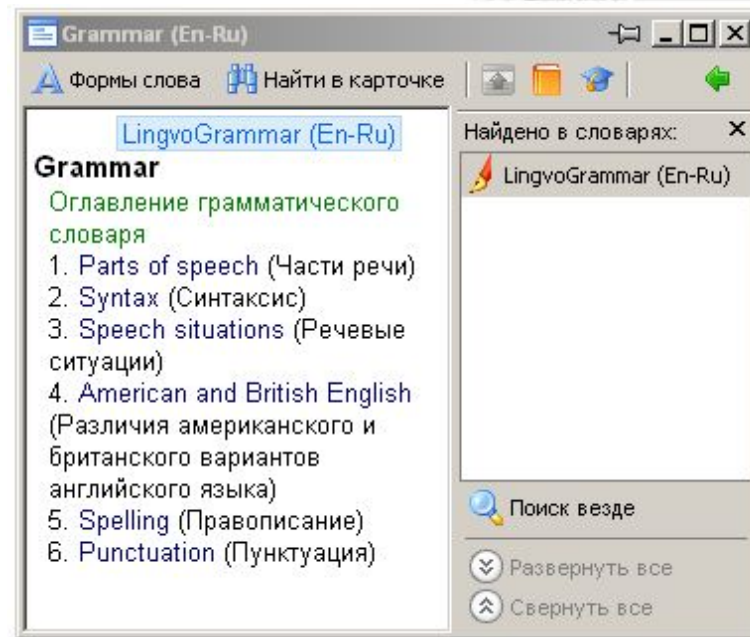 Grammar (En-Ru)
Формы слова Найти в карточке
LingvoGrammar (En-Ru)
Grammar
Оглавление грамматического
словаря
1. Parts of speech (Части речи)
2. Syntax (Синтаксис)
3. Speech situations (Речевые
ситуации)
4. American and British English
(Различия американского и
британского вариантов
английского языка)
5. Spelling (Правописание)
6. Punctuation (Пунктуация)
Найдено в словарях:
LingvoGrammar (En-Ru)
Поиск везде
Развернуть все
Свернуть все